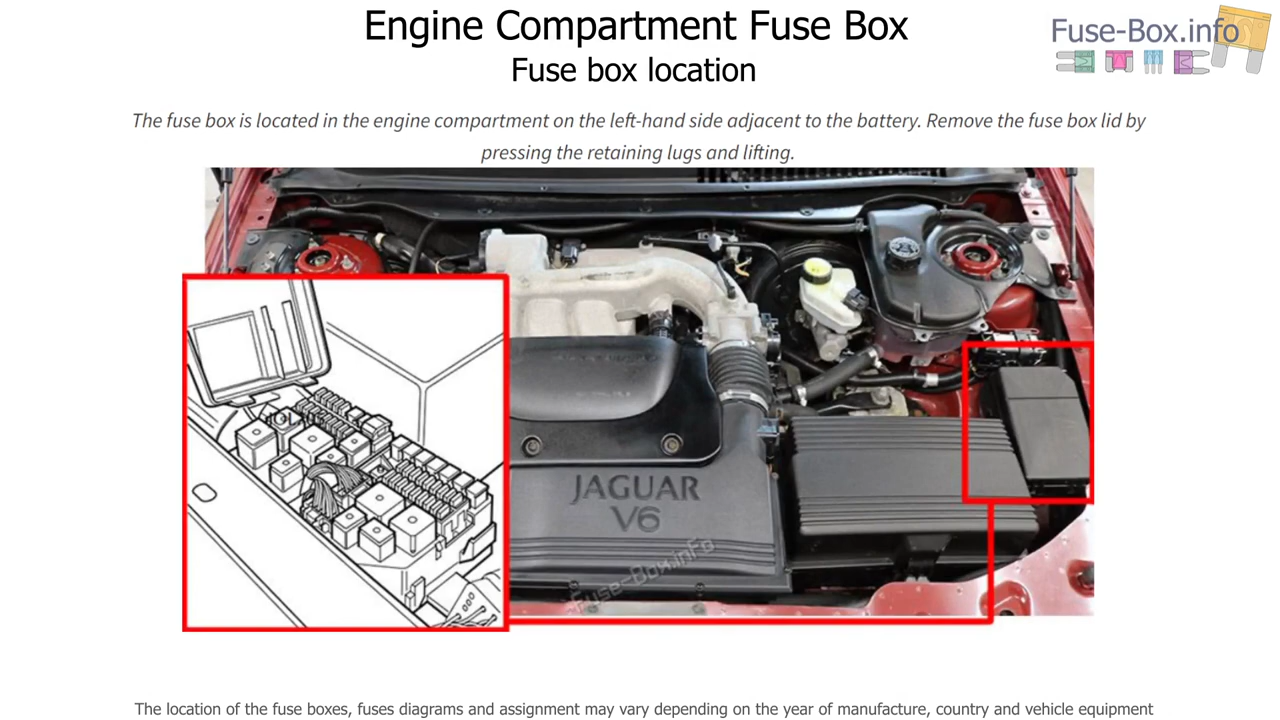 Engine Compartment Fuse Box
Fuse-Box.info
Fuse box location
The fuse box is located in the engine compartment on the left-hand side adjacent to the battery. Remove the fuse box lid by
pressing the retaining lugs and lifting.
JAGUAR
V6
Fuse-Box.inFo
The location of the fuse boxes, fuses diagrams and assignment may vary depending on the year of manufacture, country and vehicle equipment